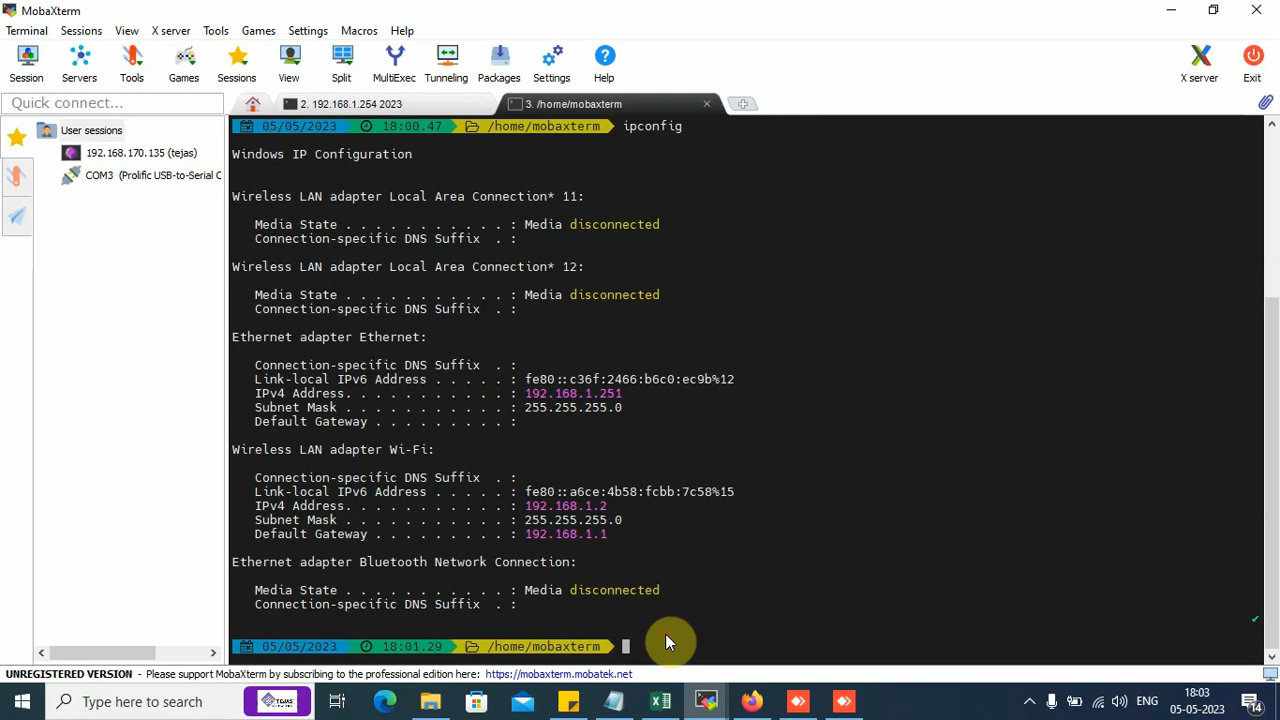 MobaXterm
Terminal Sessions View X server Tools Games Settings Macros Help
Session Servers Tools Games Sessions View Split MultiExec Tunneling Packages Settings Help X server Exit
Quick connect...
2. 192.168.1.254 2023
3. /home/mobaxterm
User sessions
192.168.170.135 (tejas)
COM3 (Prolific USB-to-Serial C
05/05/2023 18:00.47 /home/mobaxterm ipconfig
Windows IP Configuration
Wireless LAN adapter Local Area Connection* 11:
Media State . . . . . . . . . . . : Media disconnected
Connection-specific DNS Suffix . :
Wireless LAN adapter Local Area Connection* 12:
Media State . . . . . . . . . . . : Media disconnected
Connection-specific DNS Suffix . :
Ethernet adapter Ethernet:
Connection-specific DNS Suffix . :
Link-local IPv6 Address . . . . . : fe80::c36f:2466:b6c0:ec9b%12
IPv4 Address. . . . . . . . . . . : 192.168.1.251
Subnet Mask . . . . . . . . . . . : 255.255.255.0
Default Gateway . . . . . . . . . :
Wireless LAN adapter Wi-Fi:
Connection-specific DNS Suffix . :
Link-local IPv6 Address . . . . . : fe80::a6ce:4b58:fcbb:7c58%15
IPv4 Address. . . . . . . . . . . : 192.168.1.2
Subnet Mask . . . . . . . . . . . : 255.255.255.0
Default Gateway . . . . . . . . . : 192.168.1.1
Ethernet adapter Bluetooth Network Connection:
Media State . . . . . . . . . . . : Media disconnected
Connection-specific DNS Suffix . :
05/05/2023 18:01.29 /home/mobaxterm
UNREGISTERED VERSION - Please support MobaXterm by subscribing to the professional edition here: https://mobaxterm.mobatek.net
Type here to search
TEJAS
ENG
18:03
05-05-2023
14